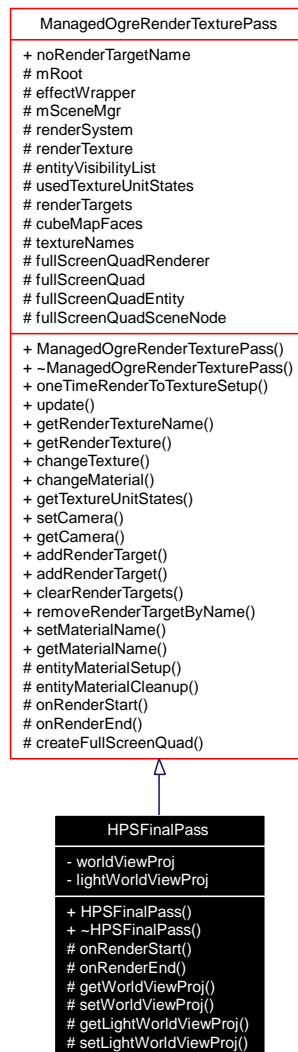 ManagedOgreRenderTexturePass
+ noRenderTargetName
# mRoot
# effectWrapper
# mSceneMgr
# renderSystem
# renderTexture
# entityVisibilityList
# usedTextureUnitStates
# renderTargets
# cubeMapFaces
# textureNames
# fullScreenQuadRenderer
# fullScreenQuad
# fullScreenQuadEntity
# fullScreenQuadSceneNode
+ ManagedOgreRenderTexturePass()
+ ~ManagedOgreRenderTexturePass()
+ oneTimeRenderToTextureSetup()
+ update()
+ getRenderTextureName()
+ getRenderTexture()
+ changeTexture()
+ changeMaterial()
+ getTextureUnitStates()
+ setCamera()
+ getCamera()
+ addRenderTarget()
+ addRenderTarget()
+ clearRenderTargets()
+ removeRenderTargetByName()
+ setMaterialName()
+ getMaterialName()
# entityMaterialSetup()
# entityMaterialCleanup()
# onRenderStart()
# onRenderEnd()
# createFullScreenQuad()
HPSFinalPass
- worldViewProj
- lightWorldViewProj
+ HPSFinalPass()
+ ~HPSFinalPass()
# onRenderStart()
# onRenderEnd()
# getWorldViewProj()
# setWorldViewProj()
# getLightWorldViewProj()
# setLightWorldViewProj()